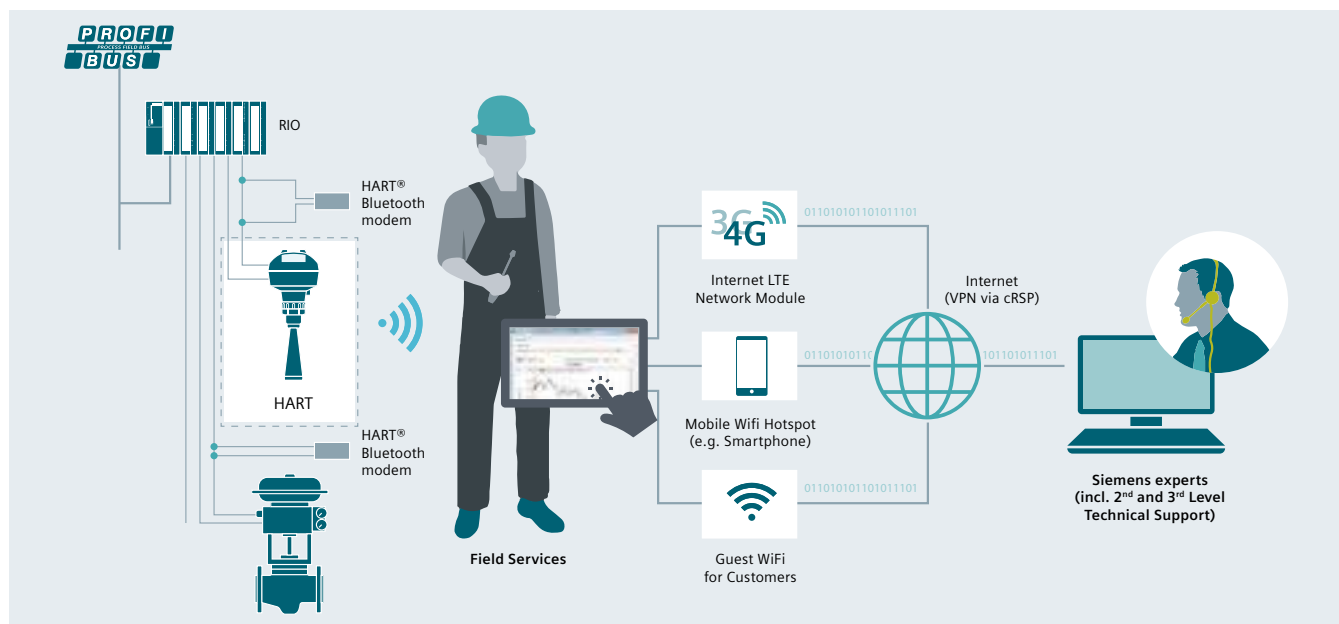 PROFI
PROCESS FIELD BUS
BUS
RIO
HART®
Bluetooth
modem
HART
HART®
Bluetooth
modem
Field Services
3G
4G
Internet LTE
Network Module
011010101101011101
Mobile Wifi Hotspot
(e.g. Smartphone)
0110101011
Guest WiFi
for Customers
011010101101011101
Internet
(VPN via cRSP)
101101011101
Siemens experts
(incl. 2nd and 3rd Level
Technical Support)